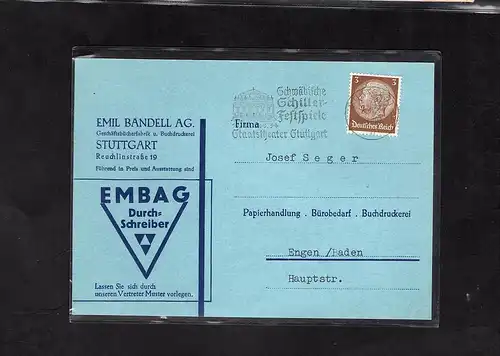 EMIL BANDELL AG.
Geschäftsbücherfabrik u. Buchdruckerei
STUTTGART
Reuchlinstraße 19
Führend in Preis und Ausstattung sind
EMBAG
Durch-
Schreiber
Lassen Sie sich durch
unseren Vertreter Muster vorlegen.
Schwäbische
Schiller-
Festspiele
Staatstheater Stuttgart
3 3
Deutsches Reich
Firma
Josef Seger
Papierhandlung . Bürobedarf . Buchdruckerei
Engen /Baden
Hauptstr.